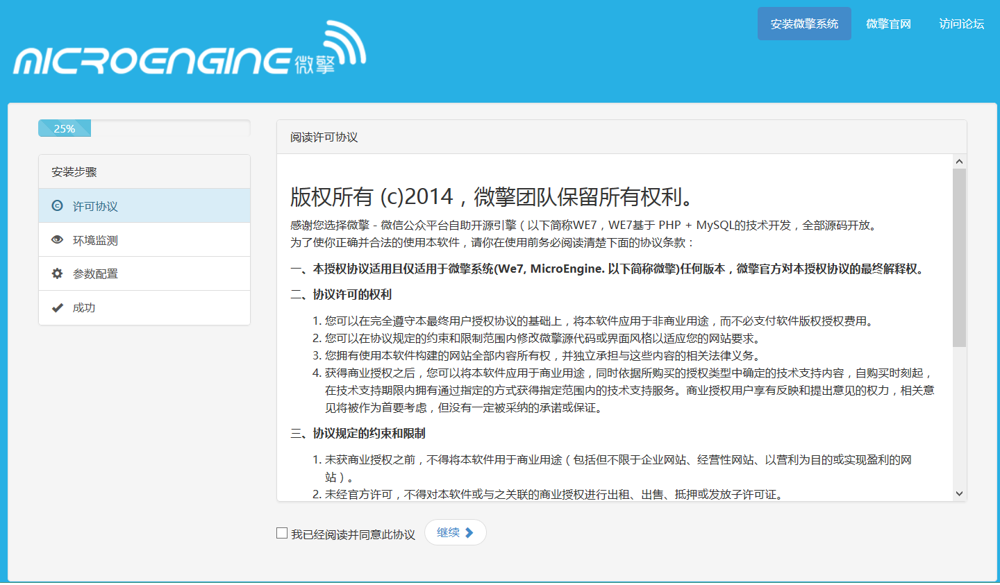 MICROENGINE微擎
安装微擎系统
微擎官网
访问论坛
25%
安装步骤
许可协议
环境监测
参数配置
成功
阅读许可协议
版权所有 (c)2014，微擎团队保留所有权利。
感谢您选择微擎 - 微信公众平台自助开源引擎（以下简称WE7，WE7基于 PHP + MySQL的技术开发，全部源码开放。
为了使你正确并合法的使用本软件，请你在使用前务必阅读清楚下面的协议条款：
一、本授权协议适用且仅适用于微擎系统(We7, MicroEngine. 以下简称微擎)任何版本，微擎官方对本授权协议的最终解释权。
二、协议许可的权利
1. 您可以在完全遵守本最终用户授权协议的基础上，将本软件应用于非商业用途，而不必支付软件版权授权费用。
2. 您可以在协议规定的约束和限制范围内修改微擎源代码或界面风格以适应您的网站要求。
3. 您拥有使用本软件构建的网站全部内容所有权，并独立承担与这些内容的相关法律义务。
4. 获得商业授权之后，您可以将本软件应用于商业用途，同时依据所购买的授权类型中确定的技术支持内容，自购买时刻起，
在技术支持期限内拥有通过指定的方式获得指定范围内的技术支持服务。商业授权用户享有反映和提出意见的权力，相关意
见将被作为首要考虑，但没有一定被采纳的承诺或保证。
三、协议规定的约束和限制
1. 未获商业授权之前，不得将本软件用于商业用途（包括但不限于企业网站、经营性网站、以营利为目的或实现盈利的网
站）。
2. 未经官方许可，不得对本软件或与之关联的商业授权进行出租、出售、抵押或发放子许可证。
我已经阅读并同意此协议
继续